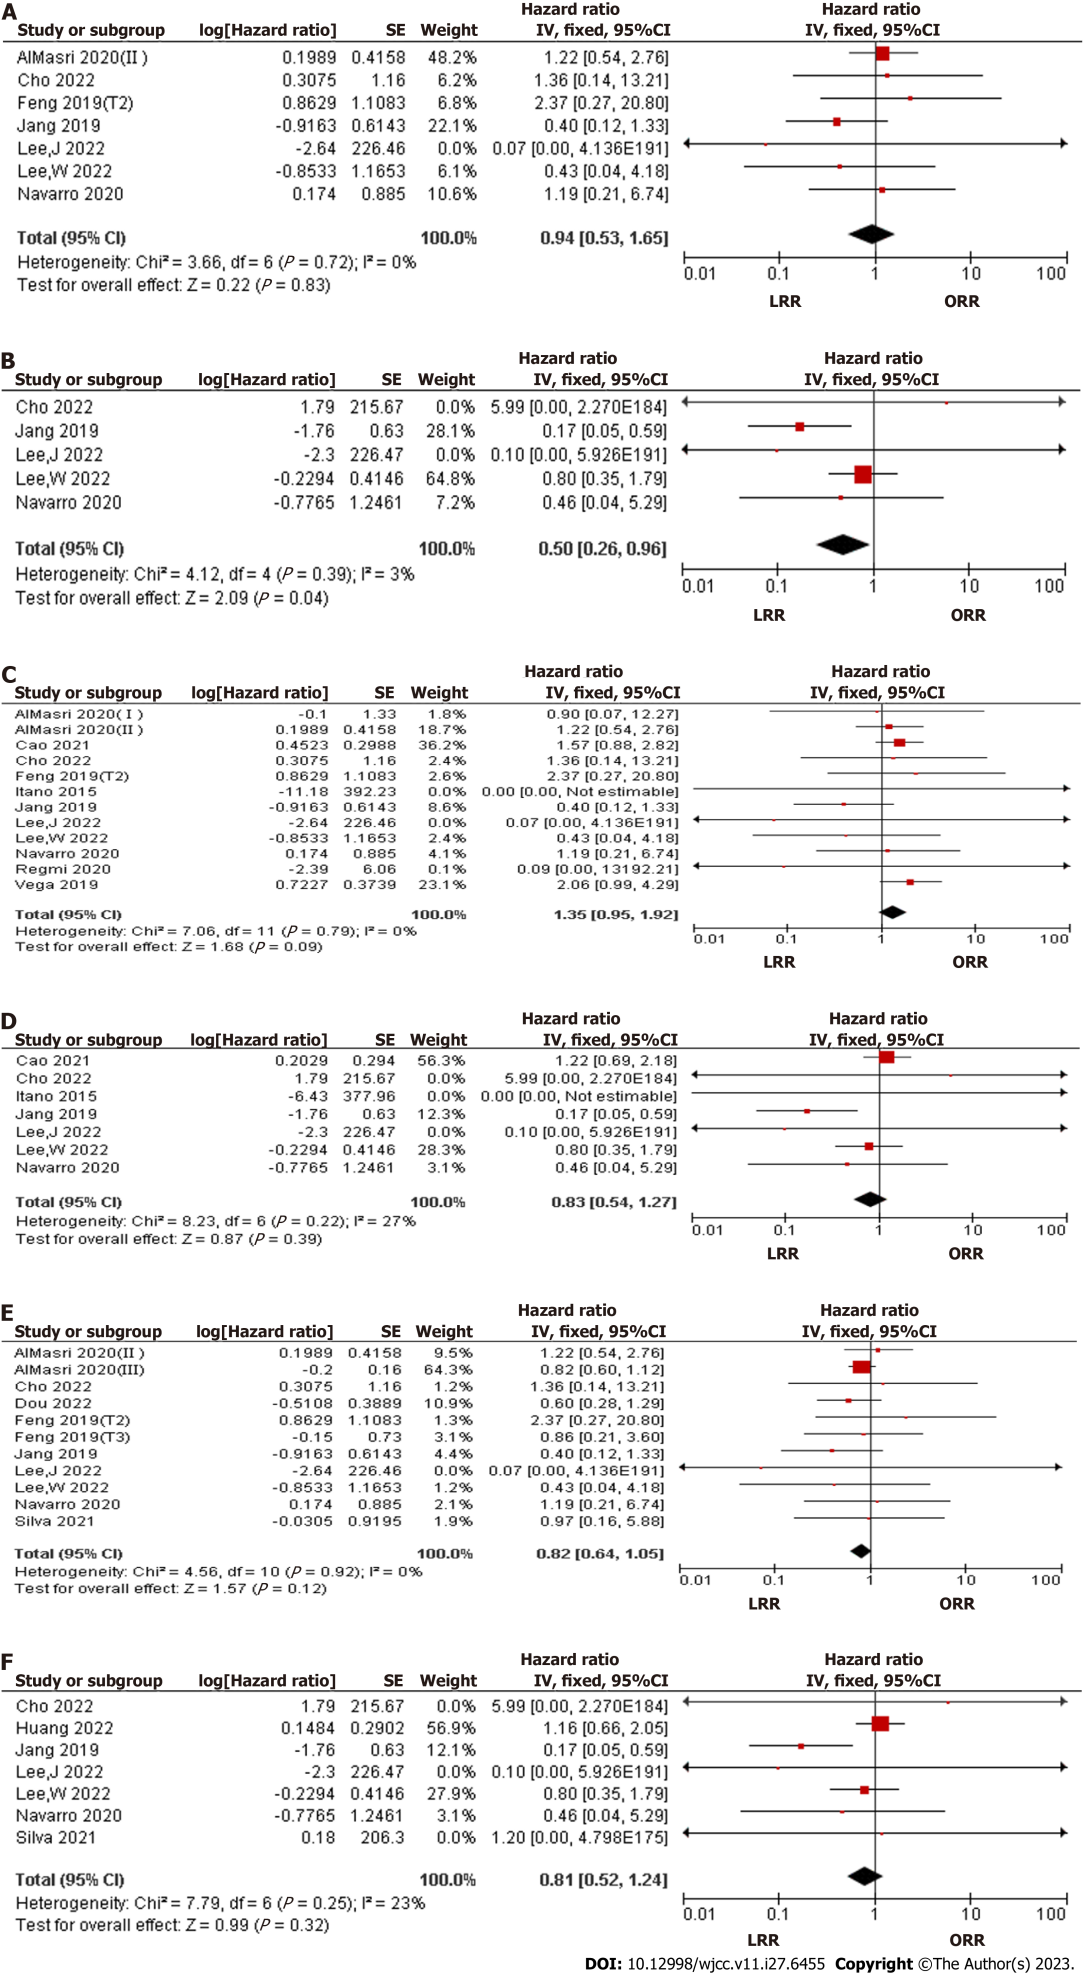 A
Hazard ratio Hazard ratio
Study or subgroup log[Hazard ratio] SE Weight IV, fixed, 95%CI IV, fixed, 95%CI
AlMasri 2020(II ) 0.1989 0.4158 48.2% 1.22 [0.54, 2.76]
Cho 2022 0.3075 1.16 6.2% 1.36 [0.14, 13.21]
Feng 2019(T2) 0.8629 1.1083 6.8% 2.37 [0.27, 20.80]
Jang 2019 -0.9163 0.6143 22.1% 0.40 [0.12, 1.33]
Lee,J 2022 -2.64 226.46 0.0% 0.07 [0.00, 4.136E191]
Lee,W 2022 -0.8533 1.1653 6.1% 0.43 [0.04, 4.18]
Navarro 2020 0.174 0.885 10.6% 1.19 [0.21, 6.74]
Total (95% CI) 100.0% 0.94 [0.53, 1.65]
Heterogeneity: Chi² = 3.66, df = 6 (P = 0.72); I² = 0%
Test for overall effect: Z = 0.22 (P = 0.83)
0.01 0.1 1 10 100
LRR ORR
B
Hazard ratio Hazard ratio
Study or subgroup log[Hazard ratio] SE Weight IV, fixed, 95%CI IV, fixed, 95%CI
Cho 2022 1.79 215.67 0.0% 5.99 [0.00, 2.270E184]
Jang 2019 -1.76 0.63 28.1% 0.17 [0.05, 0.59]
Lee,J 2022 -2.3 226.47 0.0% 0.10 [0.00, 5.926E191]
Lee,W 2022 -0.2294 0.4146 64.8% 0.80 [0.35, 1.79]
Navarro 2020 -0.7765 1.2461 7.2% 0.46 [0.04, 5.29]
Total (95% CI) 100.0% 0.50 [0.26, 0.96]
Heterogeneity: Chi² = 4.12, df = 4 (P = 0.39); I² = 3%
Test for overall effect: Z = 2.09 (P = 0.04)
0.01 0.1 1 10 100
LRR ORR
C
Hazard ratio Hazard ratio
Study or subgroup log[Hazard ratio] SE Weight IV, fixed, 95%CI IV, fixed, 95%CI
AlMasri 2020( I ) -0.1 1.33 1.8% 0.90 [0.07, 12.27]
AlMasri 2020(II ) 0.1989 0.4158 18.7% 1.22 [0.54, 2.76]
Cao 2021 0.4523 0.2988 36.2% 1.57 [0.88, 2.82]
Cho 2022 0.3075 1.16 2.4% 1.36 [0.14, 13.21]
Feng 2019(T2) 0.8629 1.1083 2.6% 2.37 [0.27, 20.80]
Itano 2015 -11.18 392.23 0.0% 0.00 [0.00, Not estimable]
Jang 2019 -0.9163 0.6143 8.6% 0.40 [0.12, 1.33]
Lee,J 2022 -2.64 226.46 0.0% 0.07 [0.00, 4.136E191]
Lee,W 2022 -0.8533 1.1653 2.4% 0.43 [0.04, 4.18]
Navarro 2020 0.174 0.885 4.1% 1.19 [0.21, 6.74]
Regmi 2020 -2.39 6.06 0.1% 0.09 [0.00, 13192.21]
Vega 2019 0.7227 0.3739 23.1% 2.06 [0.99, 4.29]
Total (95% CI) 100.0% 1.35 [0.95, 1.92]
Heterogeneity: Chi² = 7.06, df = 11 (P = 0.79); I² = 0%
Test for overall effect: Z = 1.68 (P = 0.09)
0.01 0.1 1 10 100
LRR ORR
D
Hazard ratio Hazard ratio
Study or subgroup log[Hazard ratio] SE Weight IV, fixed, 95%CI IV, fixed, 95%CI
Cao 2021 0.2029 0.294 56.3% 1.22 [0.69, 2.18]
Cho 2022 1.79 215.67 0.0% 5.99 [0.00, 2.270E184]
Itano 2015 -6.43 377.96 0.0% 0.00 [0.00, Not estimable]
Jang 2019 -1.76 0.63 12.3% 0.17 [0.05, 0.59]
Lee,J 2022 -2.3 226.47 0.0% 0.10 [0.00, 5.926E191]
Lee,W 2022 -0.2294 0.4146 28.3% 0.80 [0.35, 1.79]
Navarro 2020 -0.7765 1.2461 3.1% 0.46 [0.04, 5.29]
Total (95% CI) 100.0% 0.83 [0.54, 1.27]
Heterogeneity: Chi² = 8.23, df = 6 (P = 0.22); I² = 27%
Test for overall effect: Z = 0.87 (P = 0.39)
0.01 0.1 1 10 100
LRR ORR
E
Hazard ratio Hazard ratio
Study or subgroup log[Hazard ratio] SE Weight IV, fixed, 95%CI IV, fixed, 95%CI
AlMasri 2020(II ) 0.1989 0.4158 9.5% 1.22 [0.54, 2.76]
AlMasri 2020(III) -0.2 0.16 64.3% 0.82 [0.60, 1.12]
Cho 2022 0.3075 1.16 1.2% 1.36 [0.14, 13.21]
Dou 2022 -0.5108 0.3889 10.9% 0.60 [0.28, 1.29]
Feng 2019(T2) 0.8629 1.1083 1.3% 2.37 [0.27, 20.80]
Feng 2019(T3) -0.15 0.73 3.1% 0.86 [0.21, 3.60]
Jang 2019 -0.9163 0.6143 4.4% 0.40 [0.12, 1.33]
Lee,J 2022 -2.64 226.46 0.0% 0.07 [0.00, 4.136E191]
Lee,W 2022 -0.8533 1.1653 1.2% 0.43 [0.04, 4.18]
Navarro 2020 0.174 0.885 2.1% 1.19 [0.21, 6.74]
Silva 2021 -0.0305 0.9195 1.9% 0.97 [0.16, 5.88]
Total (95% CI) 100.0% 0.82 [0.64, 1.05]
Heterogeneity: Chi² = 4.56, df = 10 (P = 0.92); I² = 0%
Test for overall effect: Z = 1.57 (P = 0.12)
0.01 0.1 1 10 100
LRR ORR
F
Hazard ratio Hazard ratio
Study or subgroup log[Hazard ratio] SE Weight IV, fixed, 95%CI IV, fixed, 95%CI
Cho 2022 1.79 215.67 0.0% 5.99 [0.00, 2.270E184]
Huang 2022 0.1484 0.2902 56.9% 1.16 [0.66, 2.05]
Jang 2019 -1.76 0.63 12.1% 0.17 [0.05, 0.59]
Lee,J 2022 -2.3 226.47 0.0% 0.10 [0.00, 5.926E191]
Lee,W 2022 -0.2294 0.4146 27.9% 0.80 [0.35, 1.79]
Navarro 2020 -0.7765 1.2461 3.1% 0.46 [0.04, 5.29]
Silva 2021 0.18 206.3 0.0% 1.20 [0.00, 4.798E175]
Total (95% CI) 100.0% 0.81 [0.52, 1.24]
Heterogeneity: Chi² = 7.79, df = 6 (P = 0.25); I² = 23%
Test for overall effect: Z = 0.99 (P = 0.32)
0.01 0.1 1 10 100
LRR ORR
DOI: 10.12998/wjcc.v11.i27.6455 Copyright ©The Author(s) 2023.